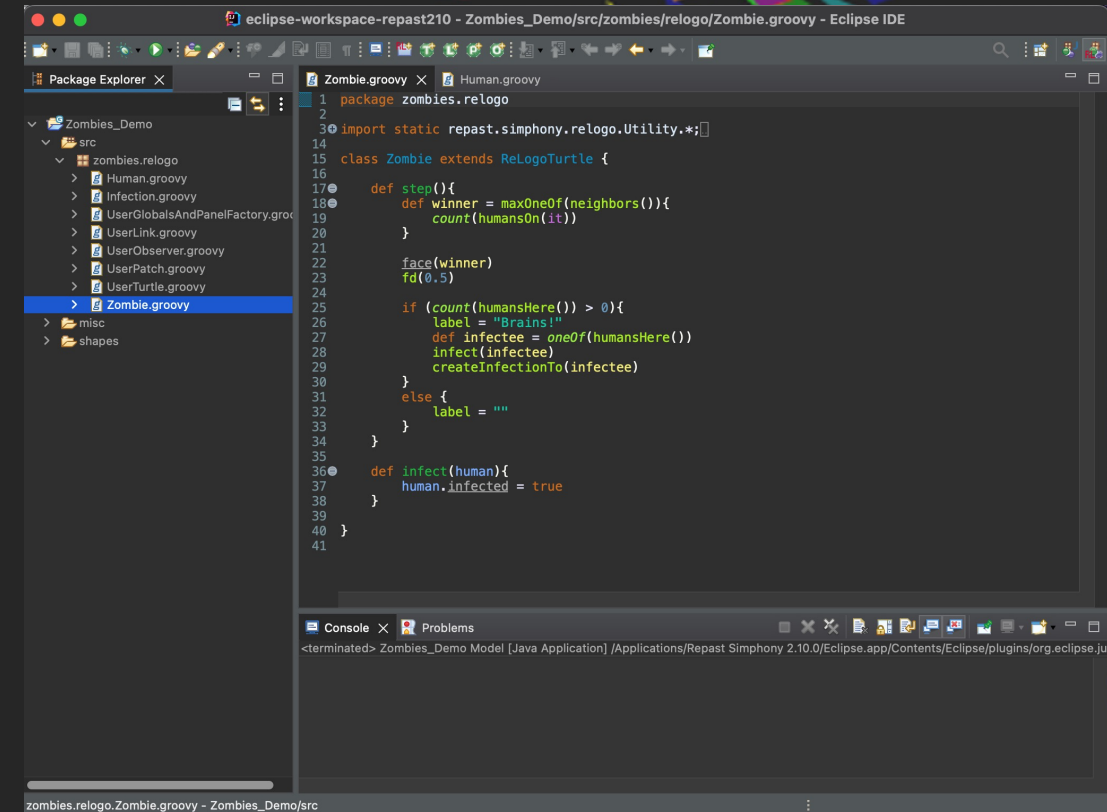 eclipse-workspace-repast210 - Zombies_Demo/src/zombies/relogo/Zombie.groovy - Eclipse IDE
Package Explorer
Zombies_Demo
src
zombies.relogo
Human.groovy
Infection.groovy
UserGlobalsAndPanelFactory.groo
UserLink.groovy
UserObserver.groovy
UserPatch.groovy
UserTurtle.groovy
Zombie.groovy
misc
shapes
Zombie.groovy Human.groovy
1 package zombies.relogo
2
3 import static repast.simphony.relogo.Utility.*;
14
15 class Zombie extends ReLogoTurtle {
16
17 def step(){
18 def winner = maxOneOf(neighbors()){
19 count(humansOn(it))
20 }
21
22 face(winner)
23 fd(0.5)
24
25 if (count(humansHere()) > 0){
26 label = "Brains!"
27 def infectee = oneOf(humansHere())
28 infect(infectee)
29 createInfectionTo(infectee)
30 }
31 else {
32 label = ""
33 }
34 }
35
36 def infect(human){
37 human.infected = true
38 }
39
40 }
41
Console Problems
<terminated> Zombies_Demo Model [Java Application] /Applications/Repast Simphony 2.10.0/Eclipse.app/Contents/Eclipse/plugins/org.eclipse.ju
zombies.relogo.Zombie.groovy - Zombies_Demo/src